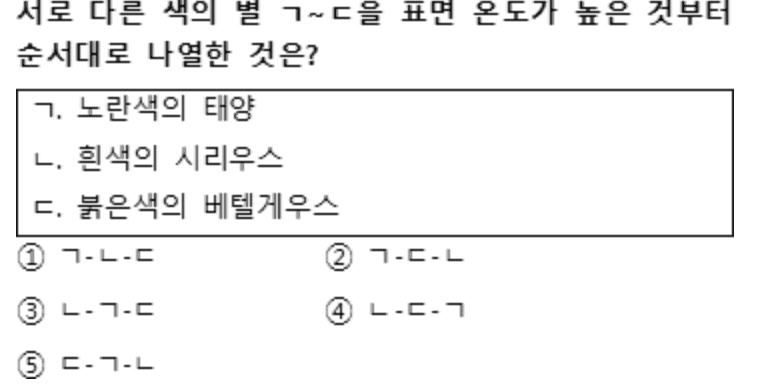 서로 다른 색의 별 ㄱ~ㄷ을 표면 온도가 높은 것부터
순서대로 나열한 것은?
ㄱ. 노란색의 태양
ㄴ. 흰색의 시리우스
ㄷ. 붉은색의 베텔게우스
① ㄱ-ㄴ-ㄷ ② ㄱ-ㄷ-ㄴ
③ ㄴ-ㄱ-ㄷ ④ ㄴ-ㄷ-ㄱ
⑤ ㄷ-ㄱ-ㄴ